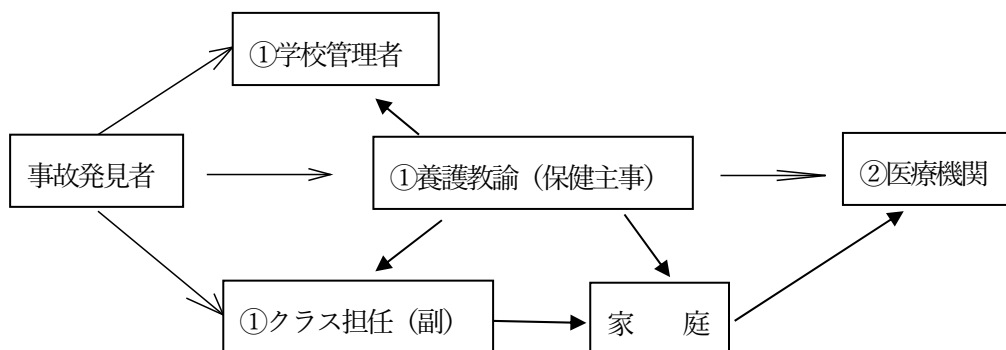 ①学校管理者
事故発見者
①養護教諭（保健主事）
②医療機関
①クラス担任（副）
家　　庭